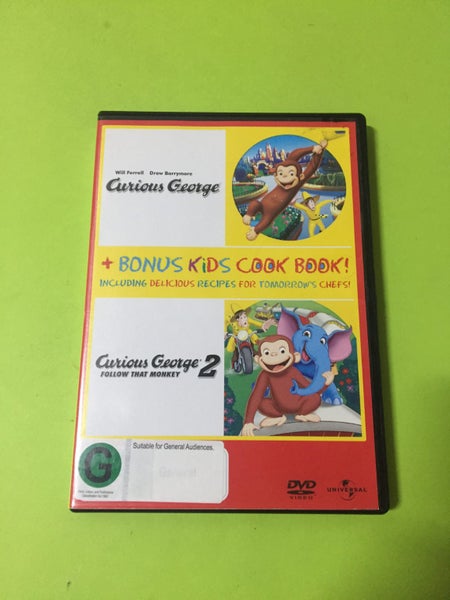 Will Ferrell Drew Barrymore
Curious George
+ BONUS KiDS COOK BOOK!
INCLUDING DELICIOUS RECIPES FOR TOMORROW'S CHEFS!
Curious George 2
FOLLOW THAT MONKEY
Suitable for General Audiences.
G
General
DVD
VIDEO
UNIVERSAL